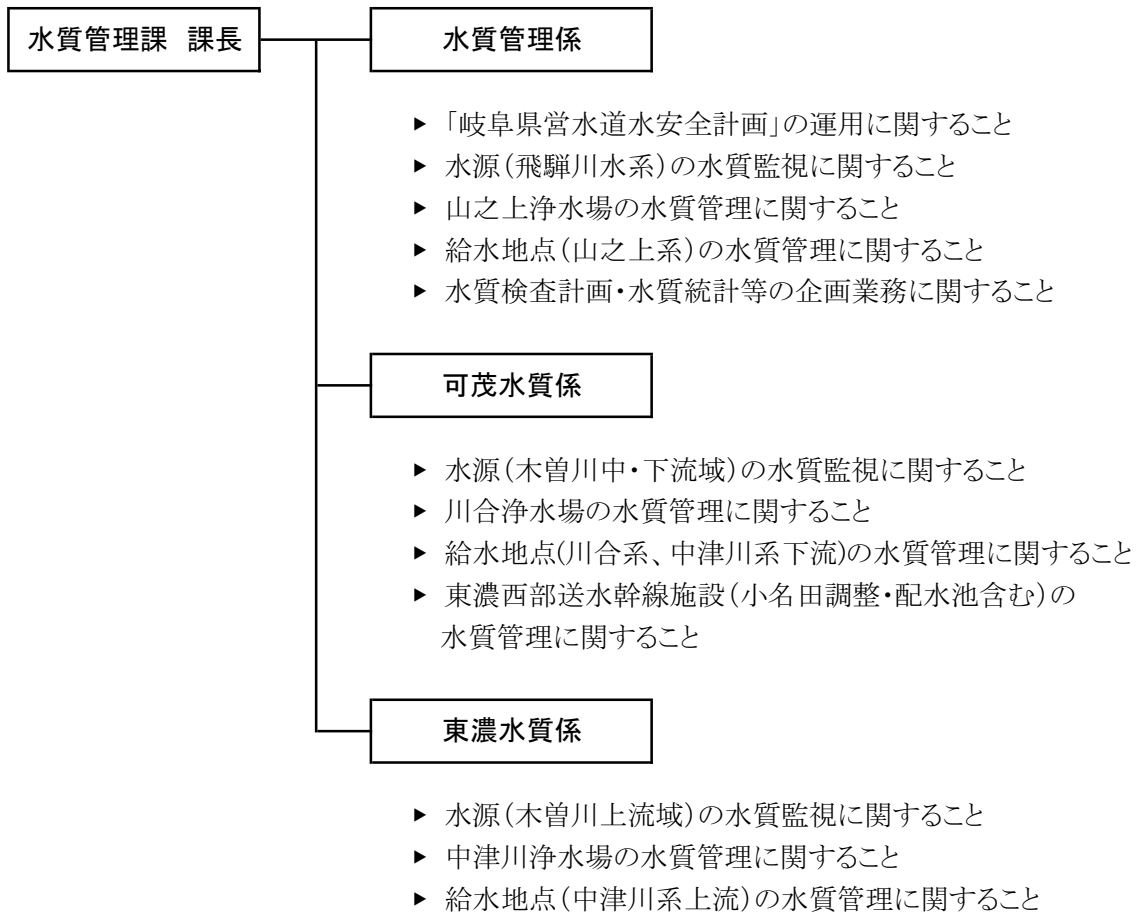 水質管理課　課長
水質管理係
▶ 「岐阜県営水道水安全計画」の運用に関すること
▶ 水源(飛騨川水系)の水質監視に関すること
▶ 山之上浄水場の水質管理に関すること
▶ 給水地点(山之上系)の水質管理に関すること
▶ 水質検査計画・水質統計等の企画業務に関すること
可茂水質係
▶ 水源(木曽川中・下流域)の水質監視に関すること
▶ 川合浄水場の水質管理に関すること
▶ 給水地点(川合系、中津川系下流)の水質管理に関すること
▶ 東濃西部送水幹線施設(小名田調整・配水池含む)の
水質管理に関すること
東濃水質係
▶ 水源(木曽川上流域)の水質監視に関すること
▶ 中津川浄水場の水質管理に関すること
▶ 給水地点(中津川系上流)の水質管理に関すること